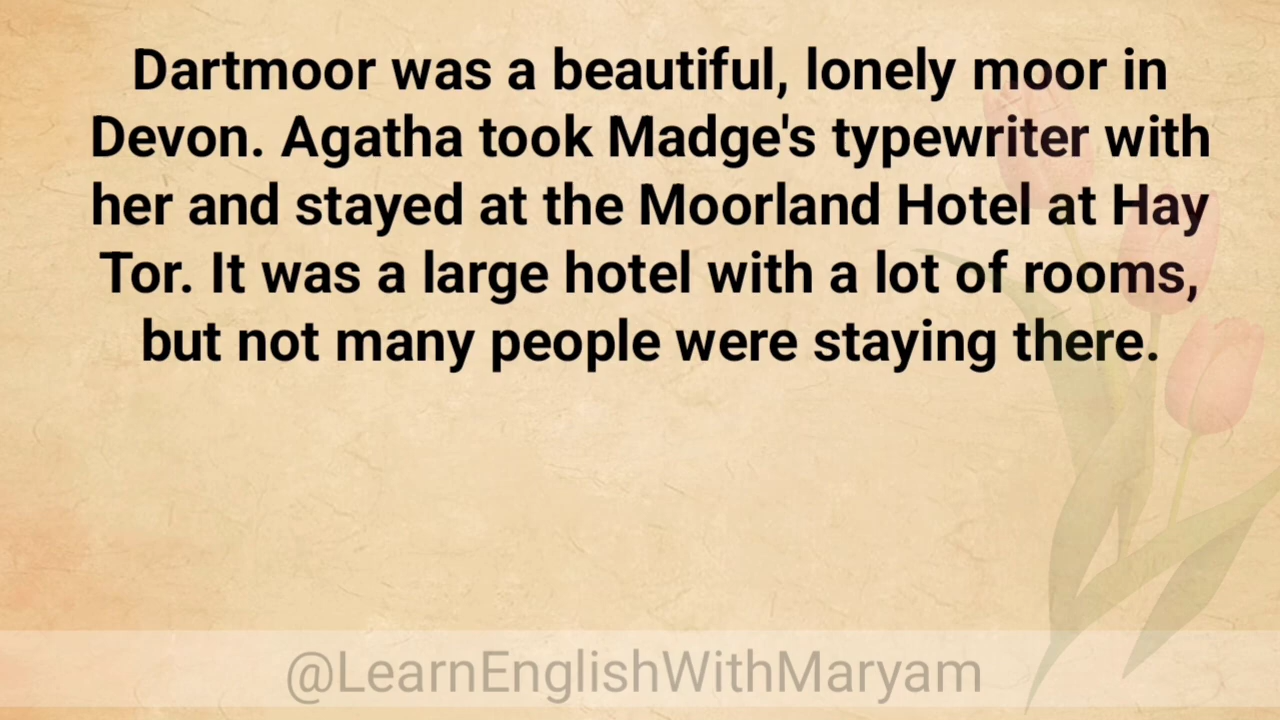 Dartmoor was a beautiful, lonely moor in
Devon. Agatha took Madge's typewriter with
her and stayed at the Moorland Hotel at Hay
Tor. It was a large hotel with a lot of rooms,
but not many people were staying there.
@LearnEnglishWithMaryam